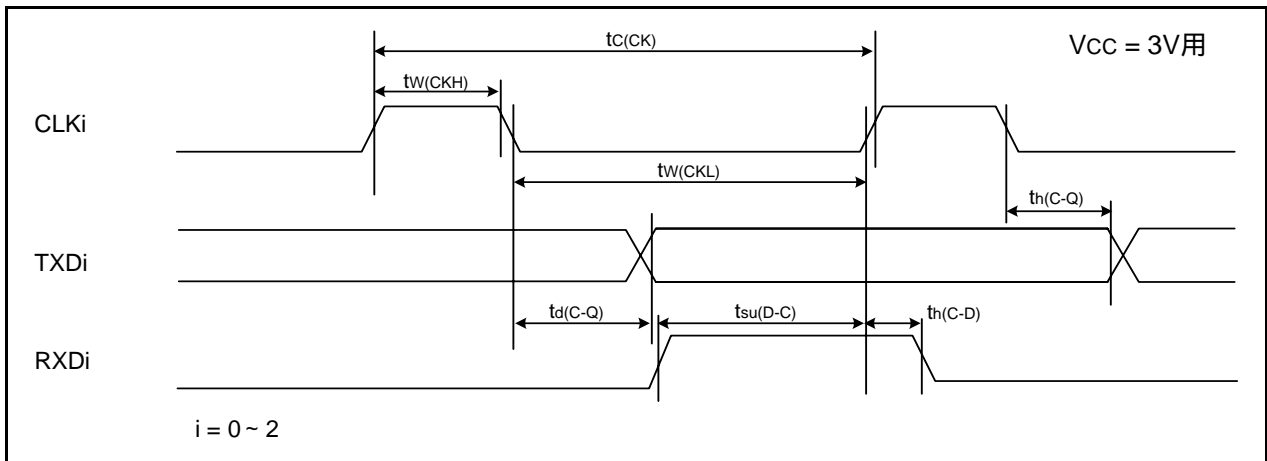 tC(CK)
VCC = 3V用
tW(CKH)
CLKi
tW(CKL)
th(C-Q)
TXDi
td(C-Q)
tsu(D-C)
th(C-D)
RXDi
i = 0 ~ 2